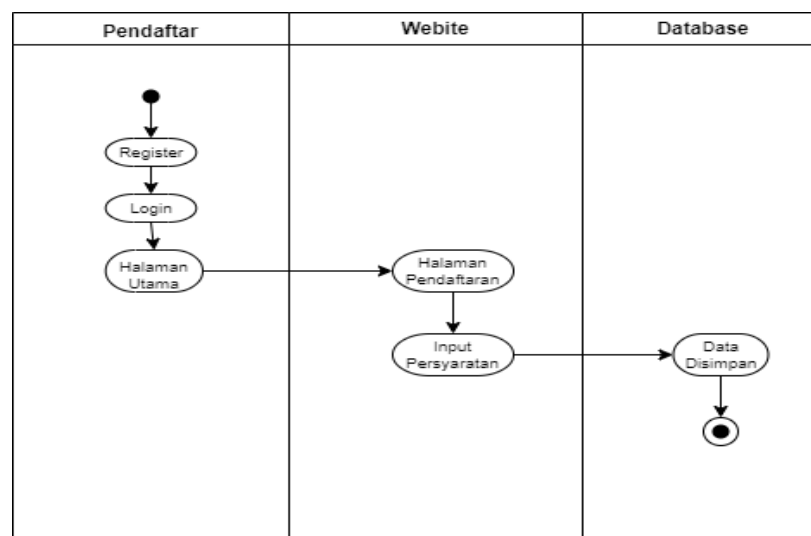 Pendaftar
Webite
Database
Register
Login
Halaman
Utama
Halaman
Pendaftaran
Input
Persyaratan
Data
Disimpan